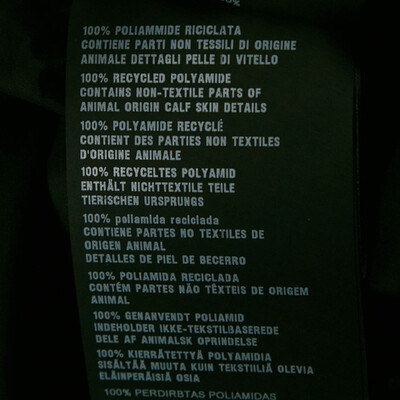 100% POLIAMMIDE RICICLATA
CONTIENE PARTI NON TESSILI DI ORIGINE
ANIMALE DETTAGLI PELLE DI VITELLO
100% RECYCLED POLYAMIDE
CONTAINS NON-TEXTILE PARTS OF
ANIMAL ORIGIN CALF SKIN DETAILS
100% POLYAMIDE RECYCLÉ
CONTIENT DES PARTIES NON TEXTILES
D'ORIGINE ANIMALE
100% RECYCELTES POLYAMID
ENTHÄLT NICHTTEXTILE TEILE
TIERISCHEN URSPRUNGS
100% poliamida reciclada
CONTIENE PARTES NO TEXTILES DE
ORIGEN ANIMAL
DETALLES DE PIEL DE BECERRO
100% POLIAMIDA RECICLADA
CONTÉM PARTES NÃO TÊXTEIS DE ORIGEM
ANIMAL
100% GENANVENDT POLIAMID
INDEHOLDER IKKE-TEKSTILBASEREDE
DELE AF ANIMALSK OPRINDELSE
100% KIERRÄTETTYÄ POLYAMIDIA
SISÄLTÄÄ MUUTA KUIN TEKSTIILIÄ OLEVIA
ELÄINPERÄISIÄ OSIA
100% PERDIRBTAS POLIAMIDAS